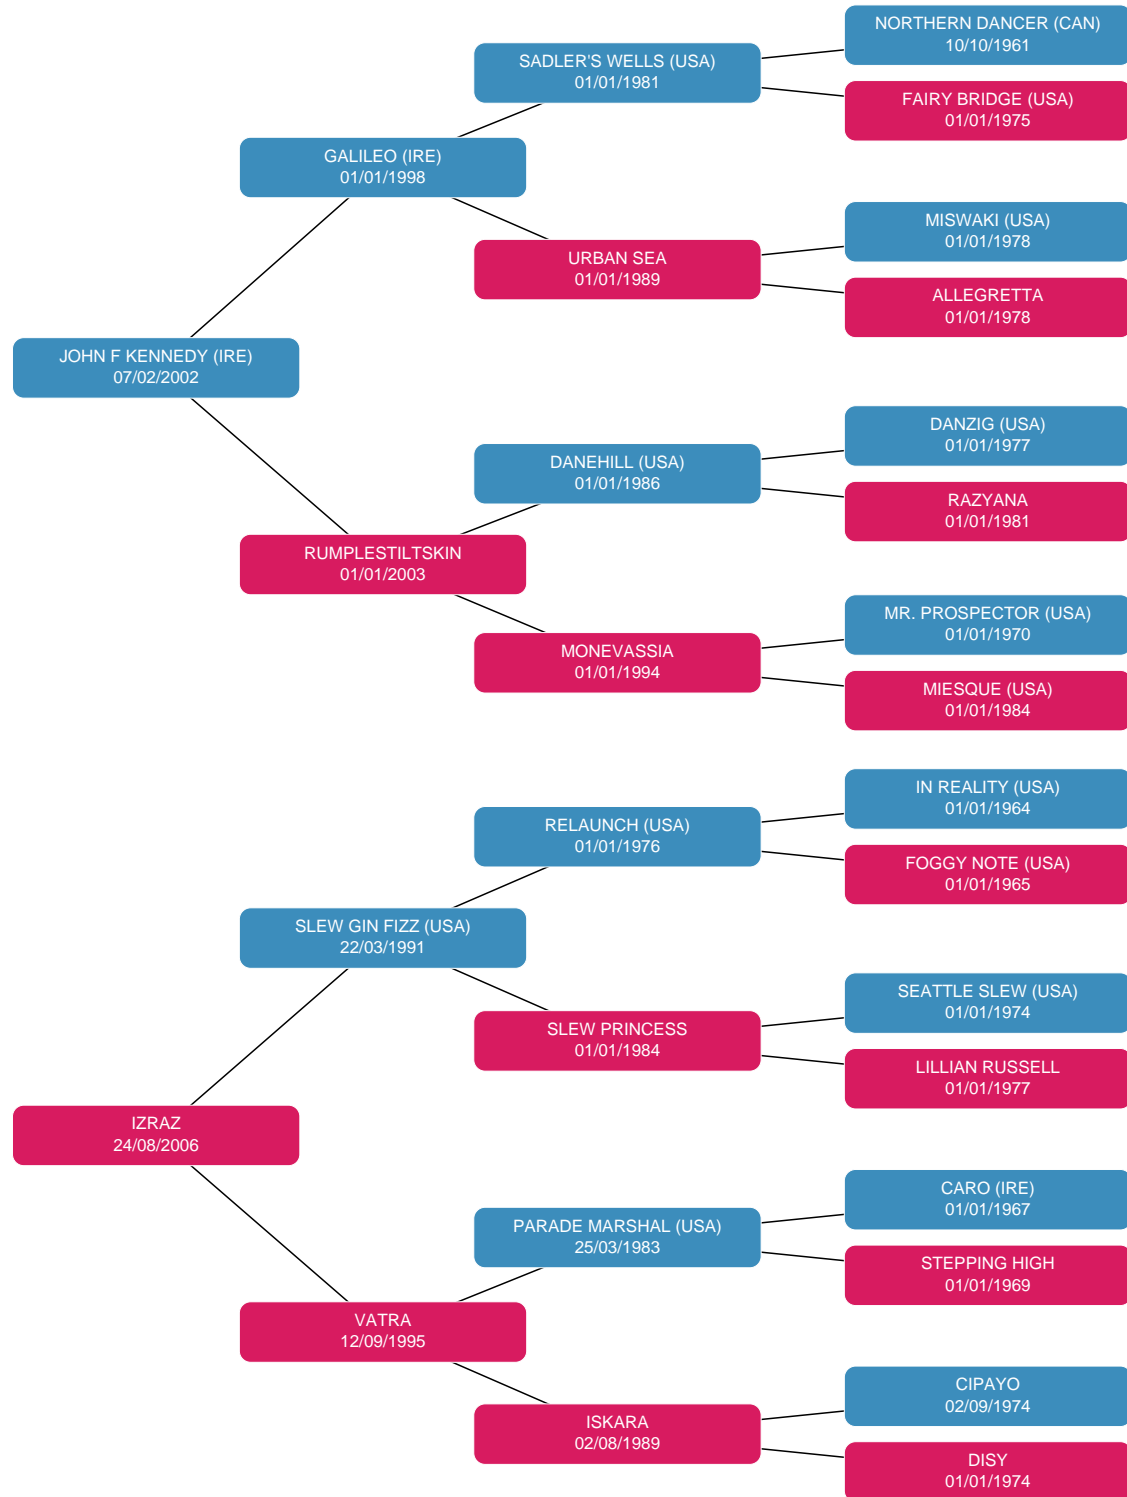 NORTHERN DANCER (CAN)
10/10/1961
SADLER'S WELLS (USA)
01/01/1981
FAIRY BRIDGE (USA)
01/01/1975
GALILEO (IRE)
01/01/1998
MISWAKI (USA)
01/01/1978
URBAN SEA
01/01/1989
ALLEGRETTA
01/01/1978
JOHN F KENNEDY (IRE)
07/02/2002
DANZIG (USA)
01/01/1977
DANEHILL (USA)
01/01/1986
RAZYANA
01/01/1981
RUMPLESTILTSKIN
01/01/2003
MR. PROSPECTOR (USA)
01/01/1970
MONEVASSIA
01/01/1994
MIESQUE (USA)
01/01/1984
IN REALITY (USA)
01/01/1964
RELAUNCH (USA)
01/01/1976
FOGGY NOTE (USA)
01/01/1965
SLEW GIN FIZZ (USA)
22/03/1991
SEATTLE SLEW (USA)
01/01/1974
SLEW PRINCESS
01/01/1984
LILLIAN RUSSELL
01/01/1977
IZRAZ
24/08/2006
CARO (IRE)
01/01/1967
PARADE MARSHAL (USA)
25/03/1983
STEPPING HIGH
01/01/1969
VATRA
12/09/1995
CIPAYO
02/09/1974
ISKARA
02/08/1989
DISY
01/01/1974